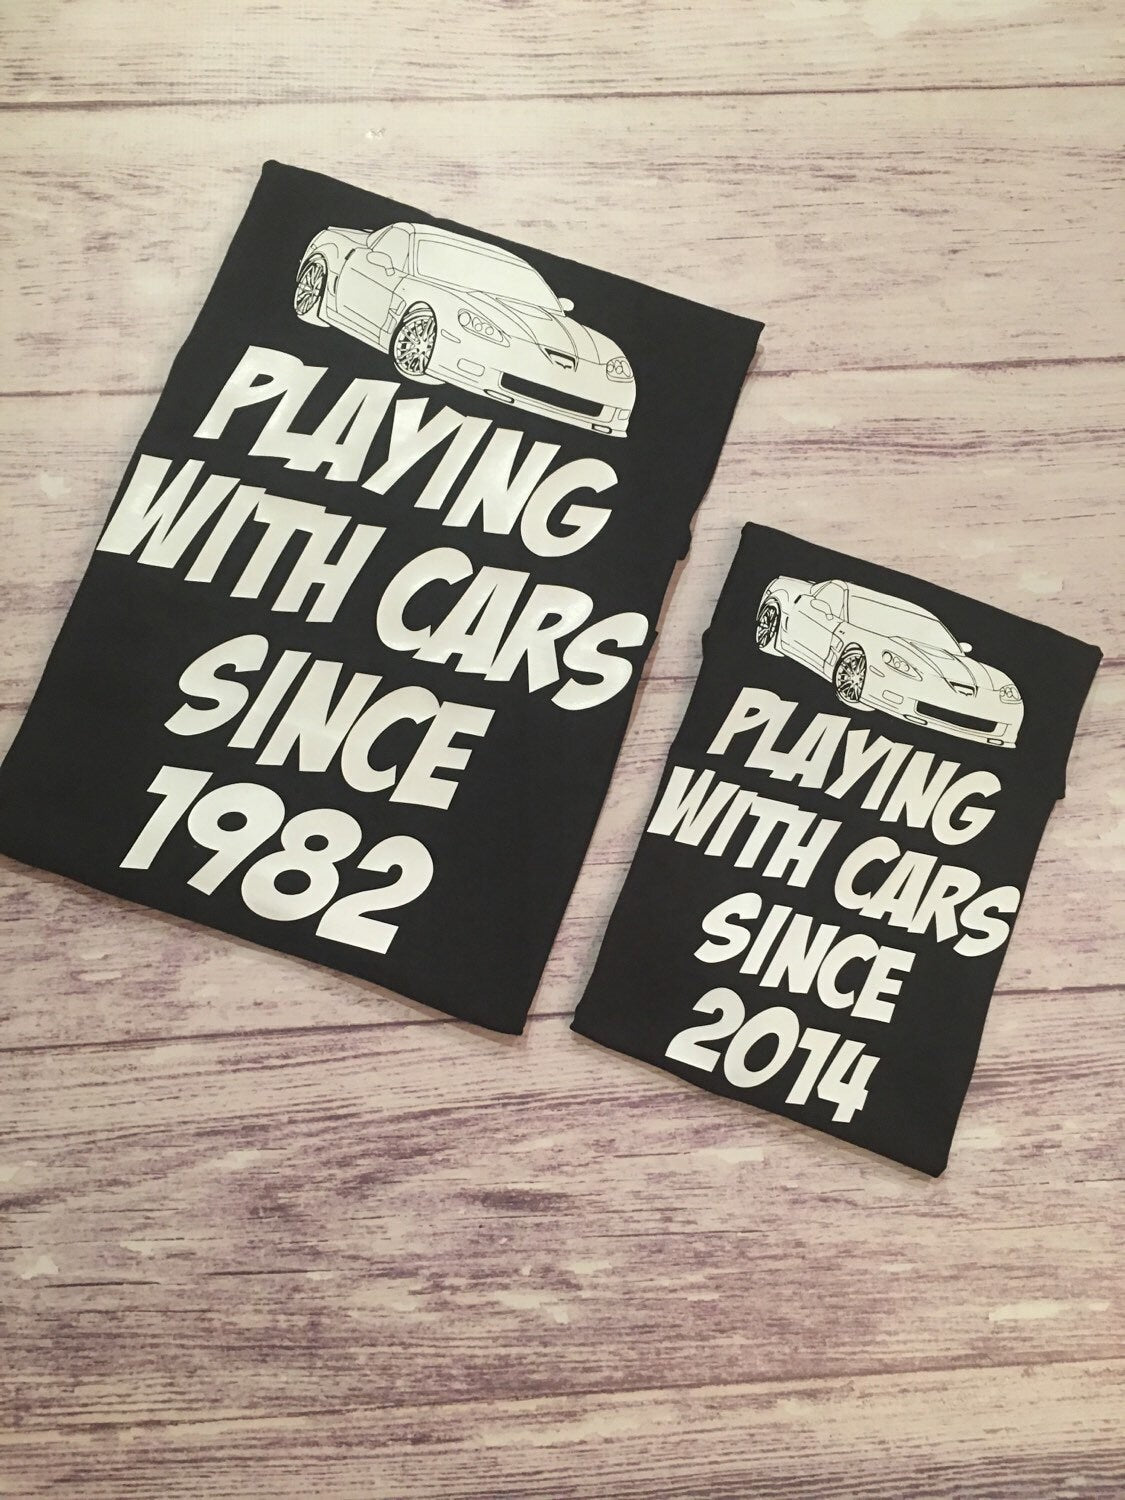 PLAYING
WITH CARS
SINCE
1982
PLAYING
WITH CARS
SINCE
2014